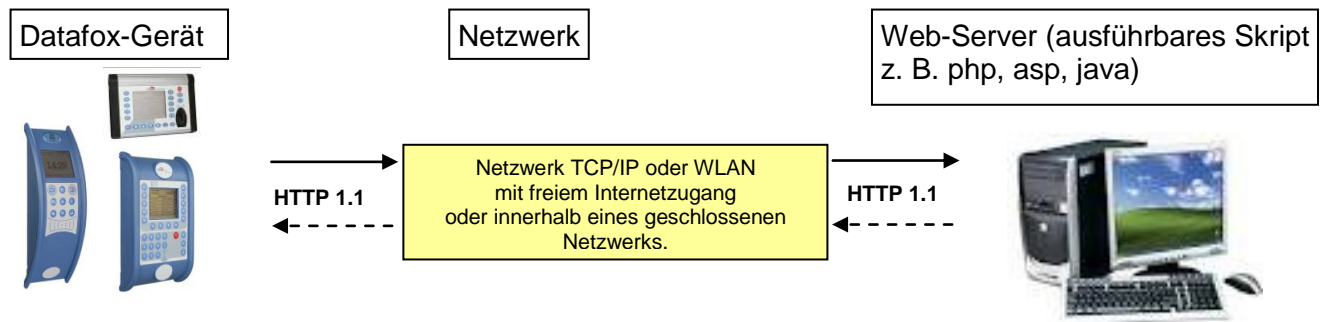 Datafox-Gerät
Netzwerk
Web-Server (ausführbares Skript
z. B. php, asp, java)
HTTP 1.1
Netzwerk TCP/IP oder WLAN
mit freiem Internetzugang
oder innerhalb eines geschlossenen
Netzwerks.
HTTP 1.1